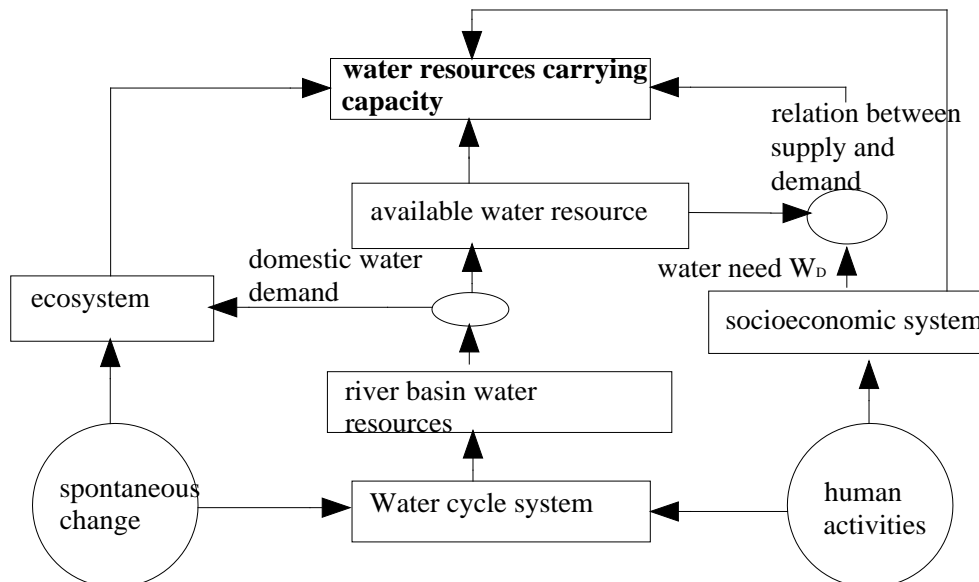 water resources carrying
capacity
relation between
supply and
demand
available water resource
domestic water
demand
water need W_D
ecosystem
socioeconomic system
river basin water
resources
spontaneous
change
Water cycle system
human
activities